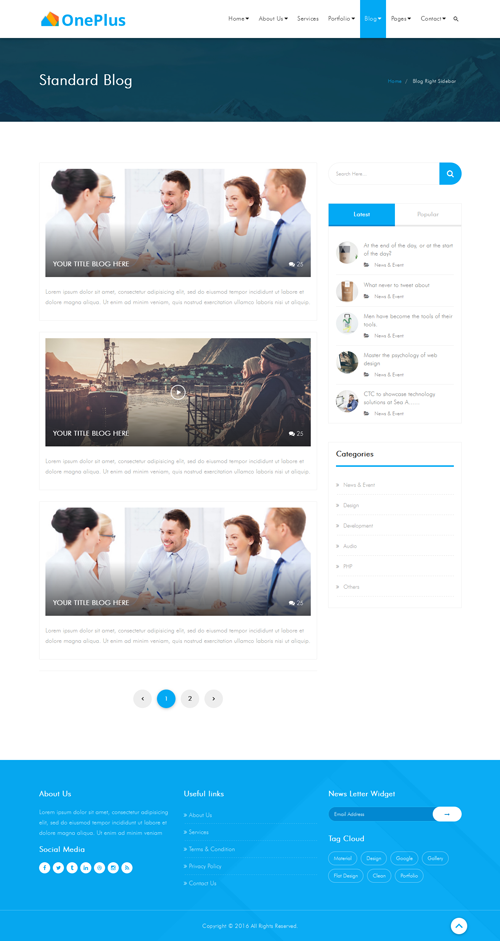 OnePlus
Home About Us Services Portfolio Blog Pages Contact
Standard Blog
Home / Blog Right Sidebar
YOUR TITLE BLOG HERE 25
Lorem ipsum dolor sit amet, consectetur adipisicing elit, sed do eiusmod tempor incididunt ut labore et
dolore magna aliqua. Ut enim ad minim veniam, quis nostrud exercitation ullamco laboris nisi ut aliquip.
YOUR TITLE BLOG HERE 25
Lorem ipsum dolor sit amet, consectetur adipisicing elit, sed do eiusmod tempor incididunt ut labore et
dolore magna aliqua. Ut enim ad minim veniam, quis nostrud exercitation ullamco laboris nisi ut aliquip.
YOUR TITLE BLOG HERE 25
Lorem ipsum dolor sit amet, consectetur adipisicing elit, sed do eiusmod tempor incididunt ut labore et
dolore magna aliqua. Ut enim ad minim veniam, quis nostrud exercitation ullamco laboris nisi ut aliquip.
‹ 1 2 ›
Search Here...
Latest Popular
At the end of the day, or at the start
of the day?
News & Event
What never to tweet about
News & Event
Men have become the tools of their
tools.
News & Event
Master the psychology of web
design
News & Event
CTC to showcase technology
solutions at Sea A......
News & Event
Categories
» News & Event
» Design
» Development
» Audio
» PHP
» Others
About Us
Lorem ipsum dolor sit amet, consectetur adipisicing
elit, sed do eiusmod tempor incididunt ut labore et
dolore magna aliqua. Ut enim ad minim veniam.
Social Media
Useful links
» About Us
» Services
» Terms & Condition
» Privacy Policy
» Contact Us
News Letter Widget
Email Address →
Tag Cloud
Material Design Google Gallery
Flat Design Clean Portfolio
Copyright © 2016 All Rights Reserved.